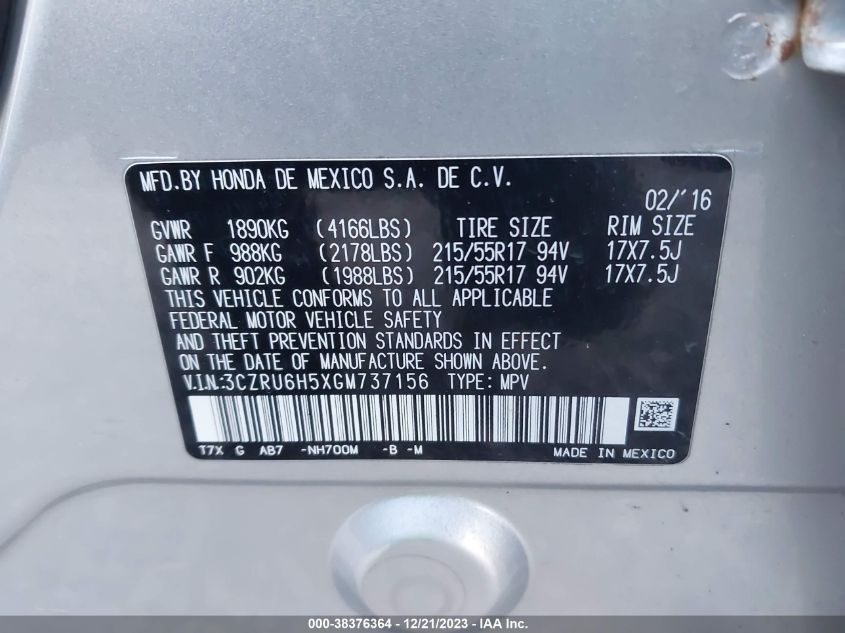 MFD.BY HONDA DE MEXICO S.A. DE C.V.
02/'16
GVWR 1890KG (4166LBS) TIRE SIZE RIM SIZE
GAWR F 988KG (2178LBS) 215/55R17 94V 17X7.5J
GAWR R 902KG (1988LBS) 215/55R17 94V 17X7.5J
THIS VEHICLE CONFORMS TO ALL APPLICABLE
FEDERAL MOTOR VEHICLE SAFETY
AND THEFT PREVENTION STANDARDS IN EFFECT
ON THE DATE OF MANUFACTURE SHOWN ABOVE.
V.I.N.:3CZRU6H5XGM737156 TYPE: MPV
T7X G AB7 -NH700M -B -M MADE IN MEXICO
000-38376364 - 12/21/2023 - IAA Inc.